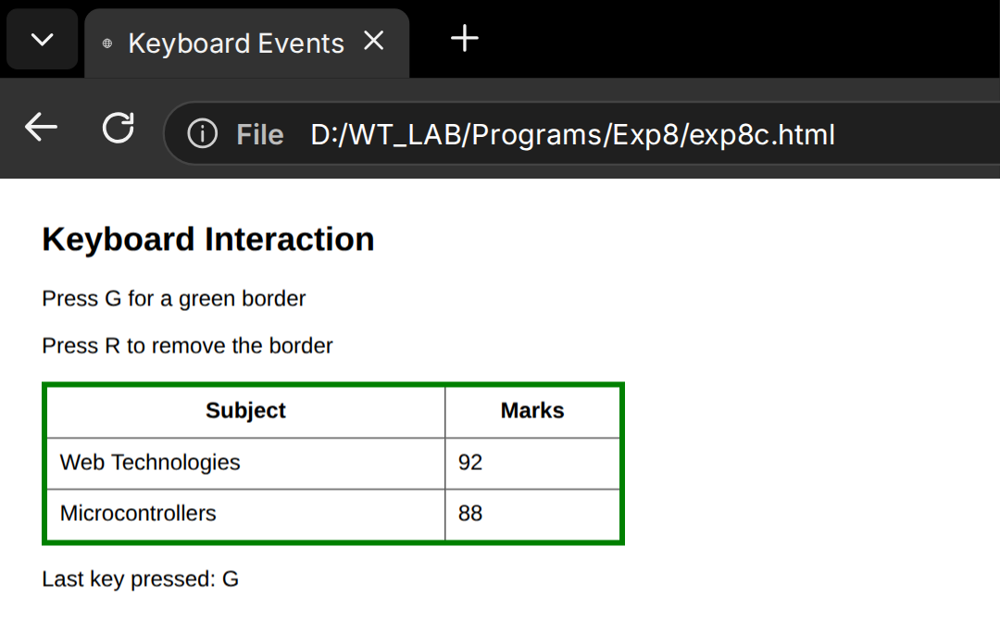 Keyboard Events
File D:/WT_LAB/Programs/Exp8/exp8c.html
Keyboard Interaction
Press G for a green border
Press R to remove the border
Subject Marks
Web Technologies 92
Microcontrollers 88
Last key pressed: G